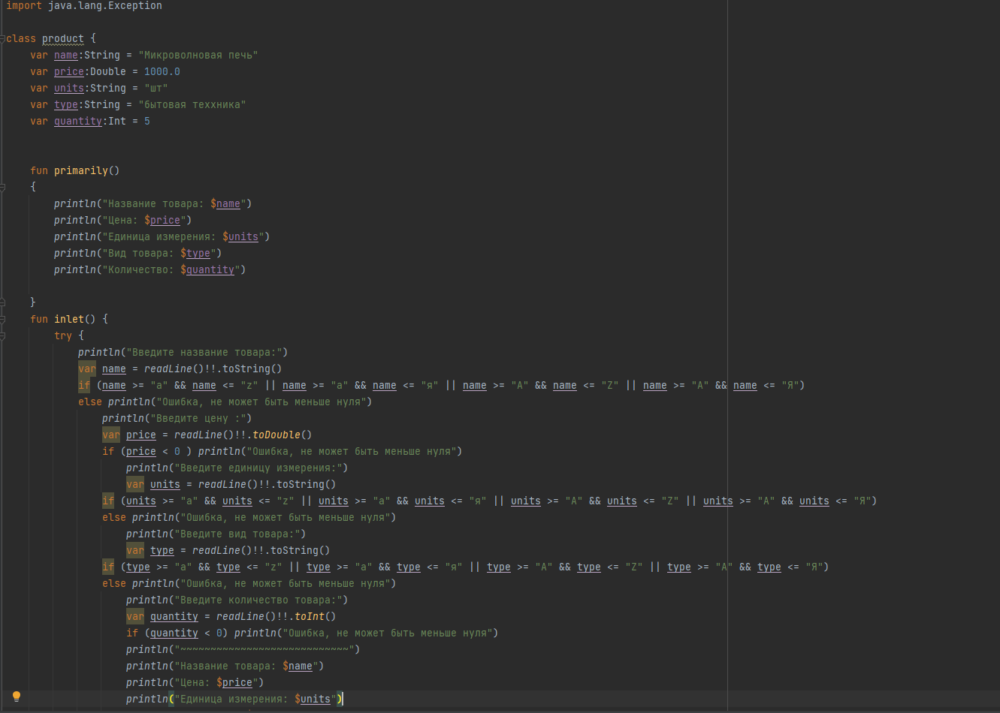 import java.lang.Exception
class product {
var name:String = "Микроволновая печь"
var price:Double = 1000.0
var units:String = "шт"
var type:String = "бытовая теххника"
var quantity:Int = 5
fun primarily()
{
println("Название товара: $name")
println("Цена: $price")
println("Единица измерения: $units")
println("Вид товара: $type")
println("Количество: $quantity")
}
fun inlet() {
try {
println("Введите название товара:")
var name = readLine()!!.toString()
if (name >= "a" && name <= "z" || name >= "а" && name <= "я" || name >= "A" && name <= "Z" || name >= "А" && name <= "Я")
else println("Ошибка, не может быть меньше нуля")
println("Введите цену :")
var price = readLine()!!.toDouble()
if (price < 0 ) println("Ошибка, не может быть меньше нуля")
println("Введите единицу измерения:")
var units = readLine()!!.toString()
if (units >= "a" && units <= "z" || units >= "а" && units <= "я" || units >= "A" && units <= "Z" || units >= "А" && units <= "Я")
else println("Ошибка, не может быть меньше нуля")
println("Введите вид товара:")
var type = readLine()!!.toString()
if (type >= "a" && type <= "z" || type >= "а" && type <= "я" || type >= "A" && type <= "Z" || type >= "А" && type <= "Я")
else println("Ошибка, не может быть меньше нуля")
println("Введите количество товара:")
var quantity = readLine()!!.toInt()
if (quantity < 0) println("Ошибка, не может быть меньше нуля")
println("~~~~~~~~~~~~~~~~~~~~~~~~~~~~")
println("Название товара: $name")
println("Цена: $price")
println("Единица измерения: $units")